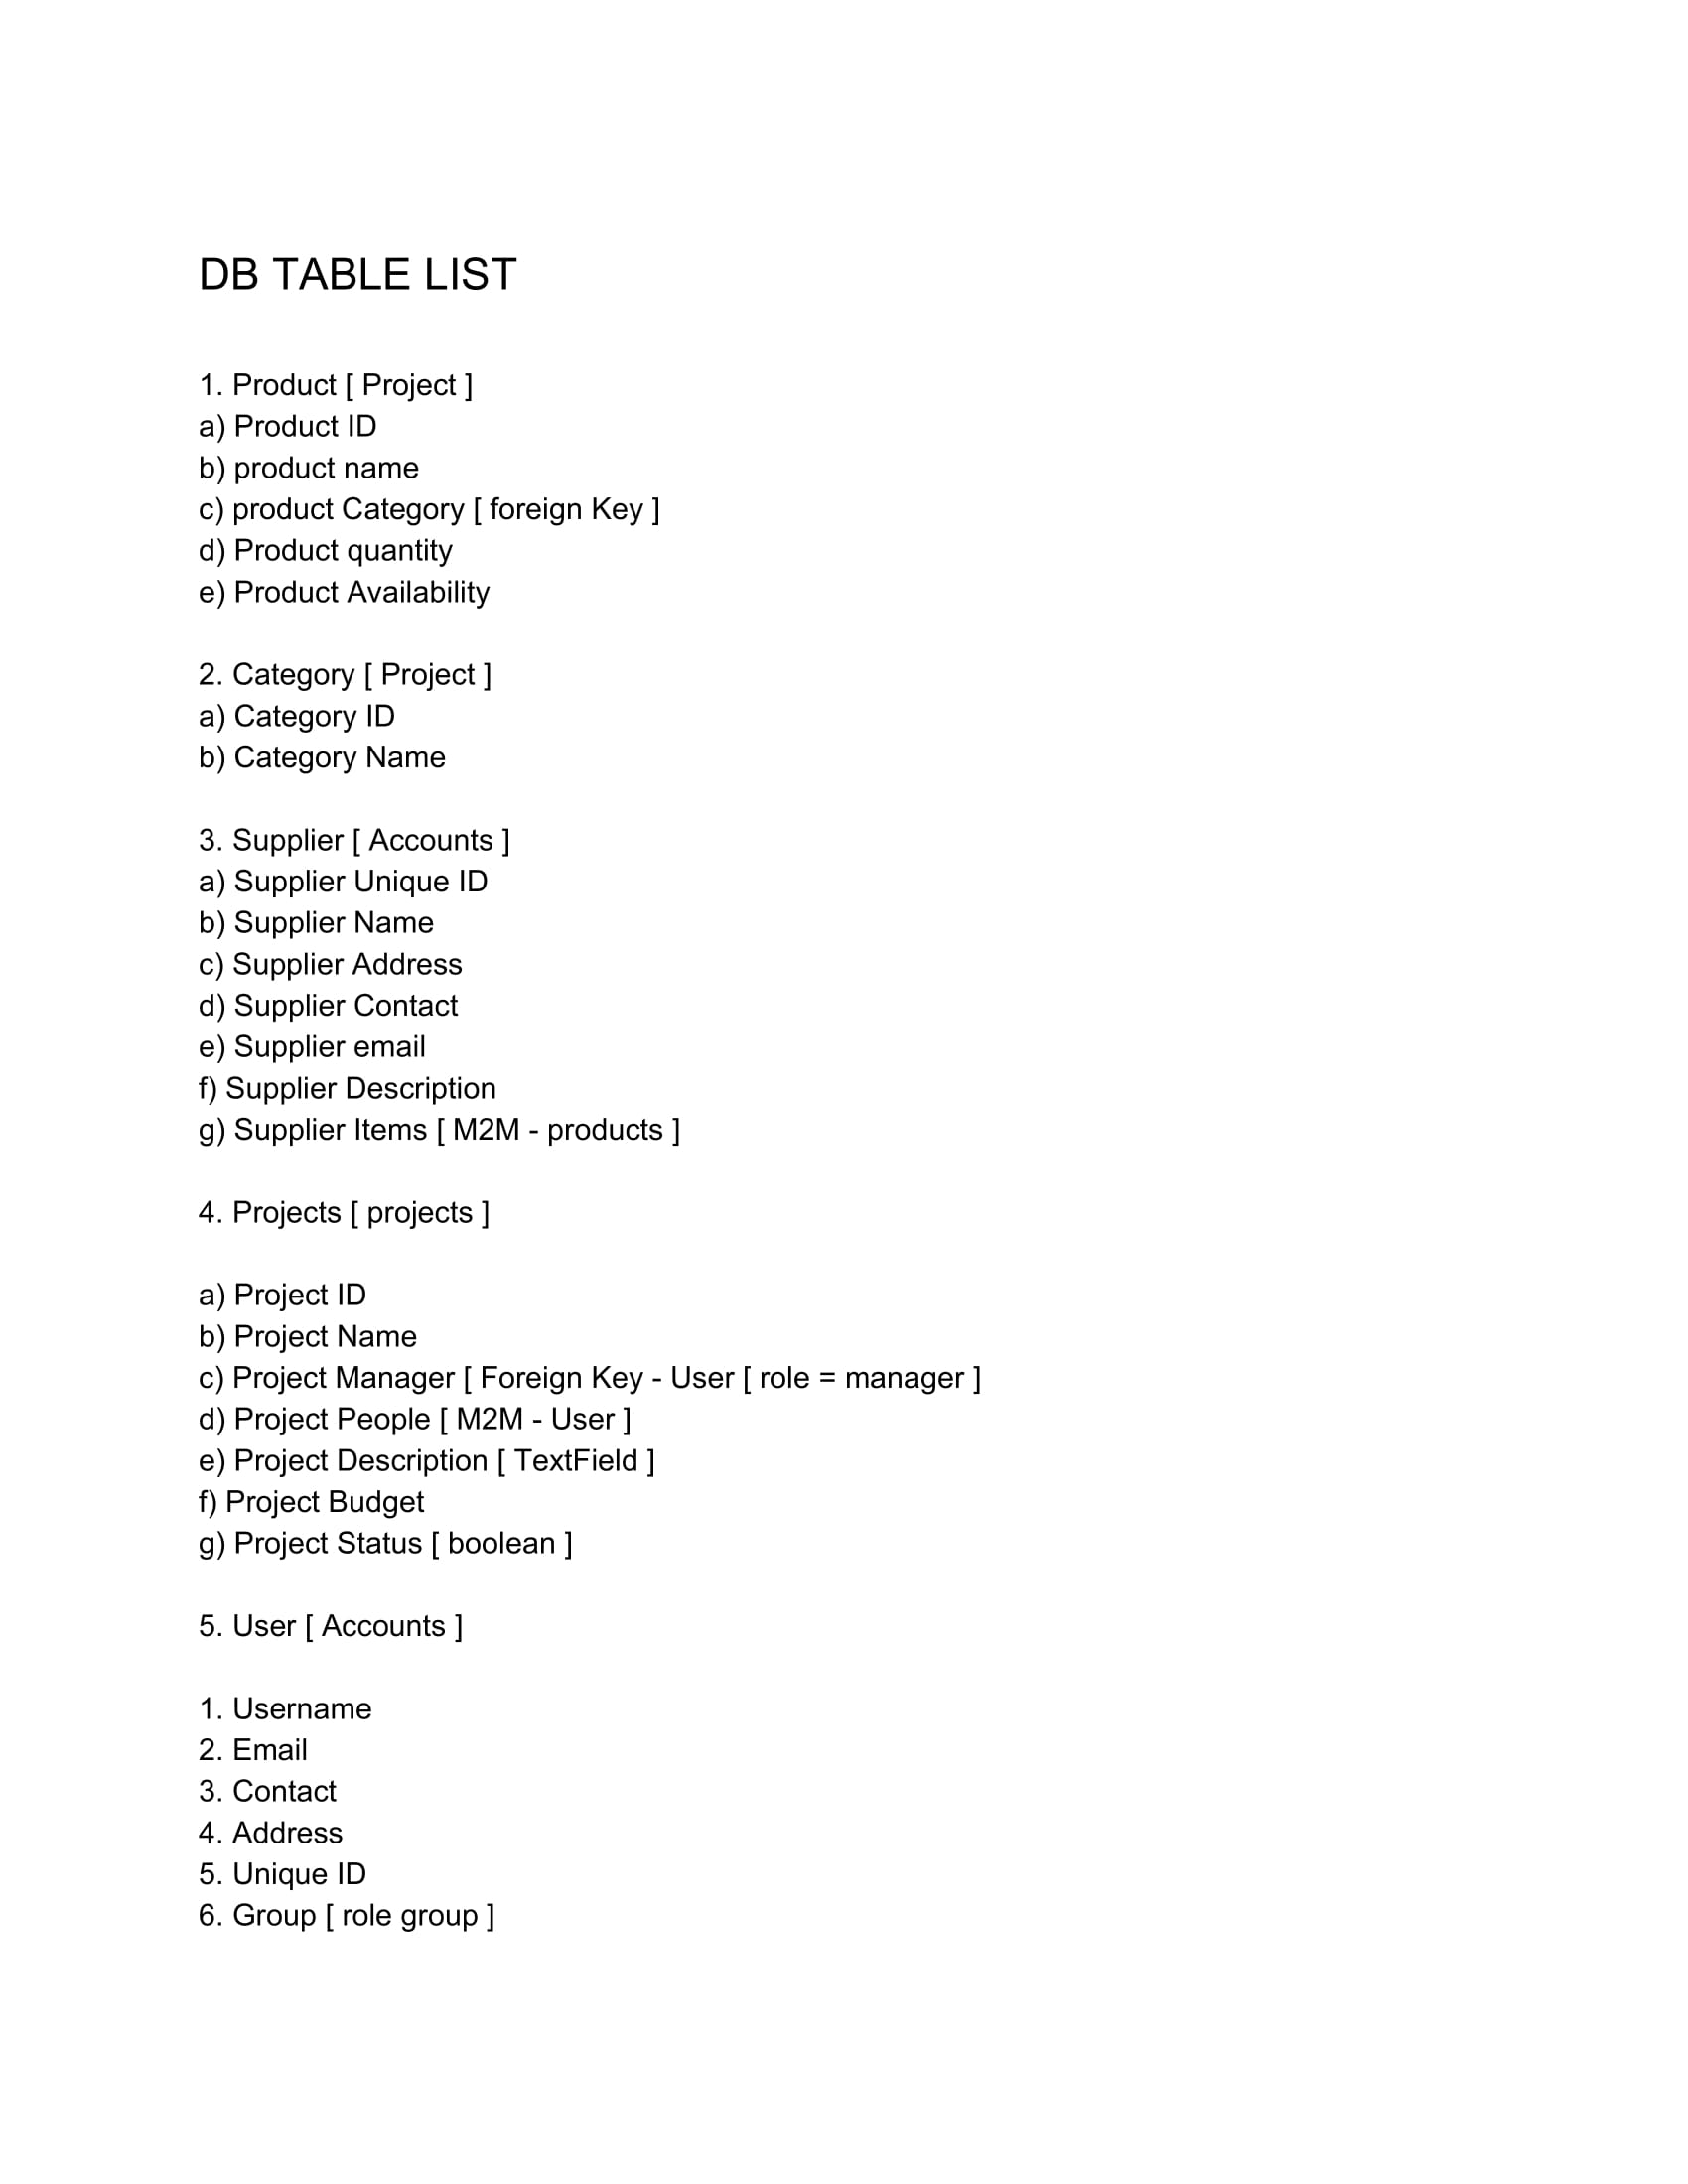 DB TABLE LIST
1. Product [ Project ]
a) Product ID
b) product name
c) product Category [ foreign Key ]
d) Product quantity
e) Product Availability
2. Category [ Project ]
a) Category ID
b) Category Name
3. Supplier [ Accounts ]
a) Supplier Unique ID
b) Supplier Name
c) Supplier Address
d) Supplier Contact
e) Supplier email
f) Supplier Description
g) Supplier Items [ M2M - products ]
4. Projects [ projects ]
a) Project ID
b) Project Name
c) Project Manager [ Foreign Key - User [ role = manager ]
d) Project People [ M2M - User ]
e) Project Description [ TextField ]
f) Project Budget
g) Project Status [ boolean ]
5. User [ Accounts ]
1. Username
2. Email
3. Contact
4. Address
5. Unique ID
6. Group [ role group ]